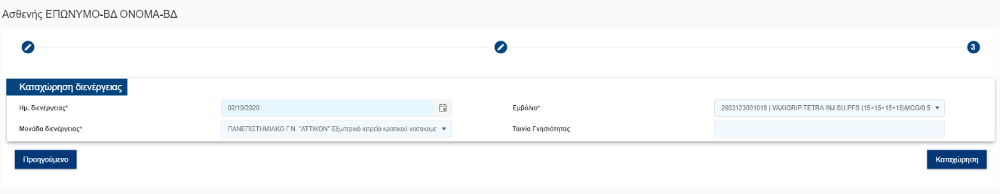 Ασθενής ΕΠΩΝΥΜΟ-ΒΔ ΟΝΟΜΑ-ΒΔ
3
Καταχώρηση διενέργειας
Ημ. διενέργειας* 02/10/2020 Εμβόλιο* 2803123001019 | VAXIGRIP TETRA INJ.SU.PFS (15+15+15+15)MCG/0.5
Μονάδα διενέργειας* ΠΑΝΕΠΙΣΤΗΜΙΑΚΟ Γ.Ν. "ΑΤΤΙΚΟΝ" Εξωτερικό ιατρείο κρατικού νοσοκομε Ταινία Γνησιότητας
Προηγούμενο Καταχώρηση